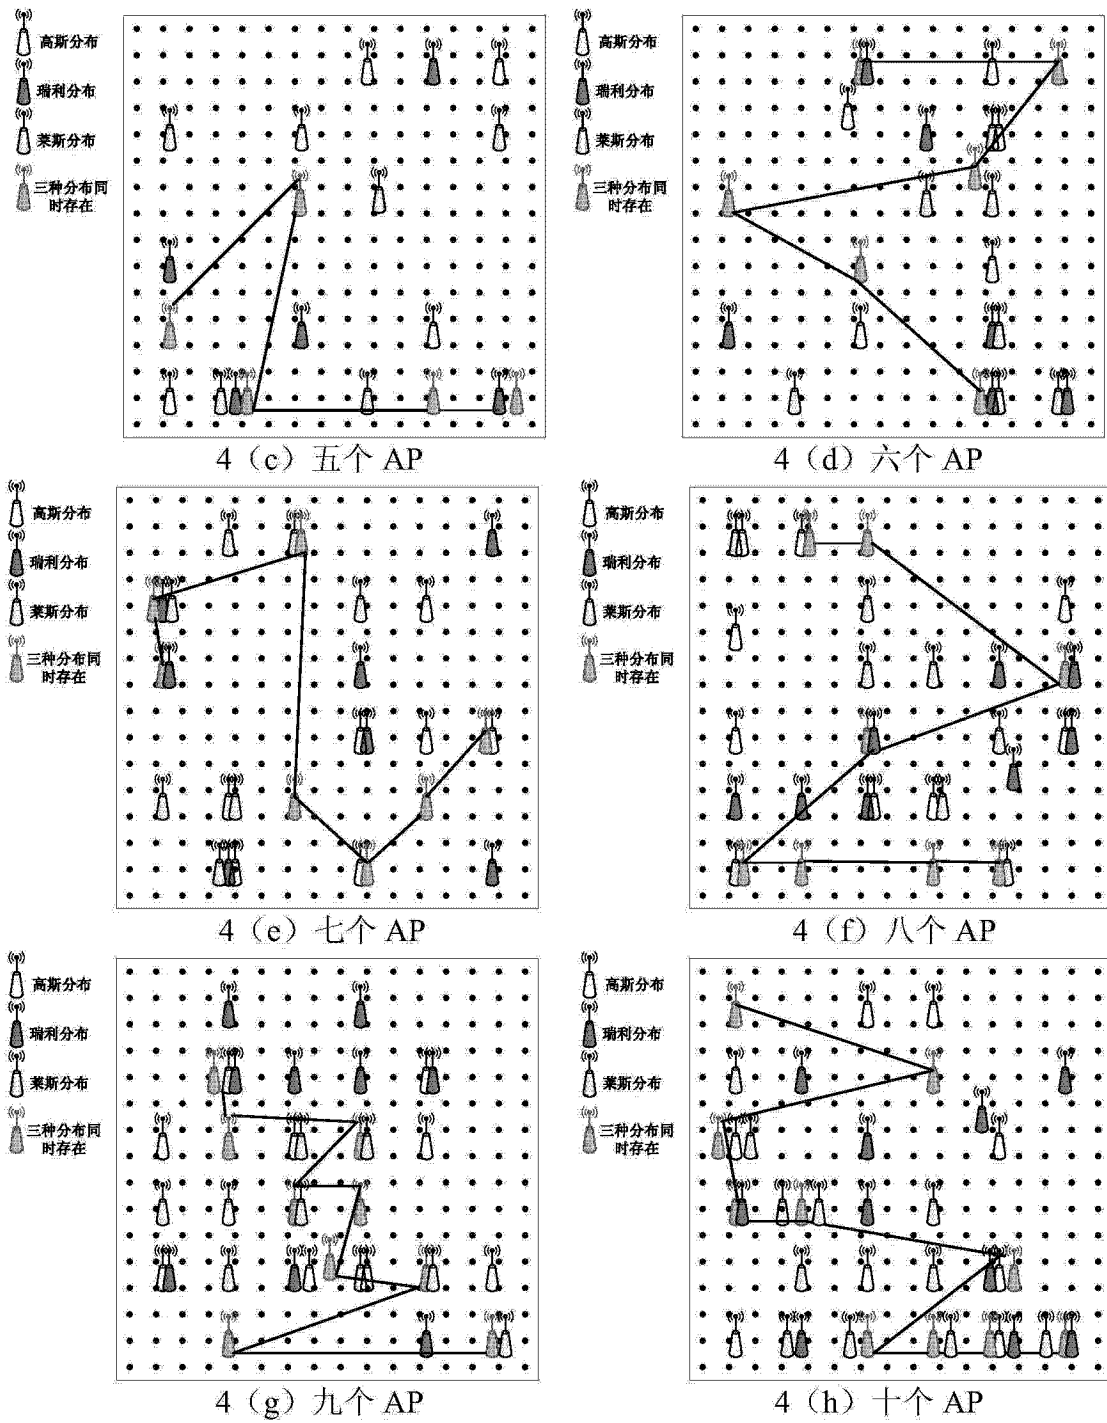 高斯分布
瑞利分布
莱斯分布
三种分布同
时存在
4（c）五个 AP
高斯分布
瑞利分布
莱斯分布
三种分布同
时存在
4（d）六个 AP
高斯分布
瑞利分布
莱斯分布
三种分布同
时存在
4（e）七个 AP
高斯分布
瑞利分布
莱斯分布
三种分布同
时存在
4（f）八个 AP
高斯分布
瑞利分布
莱斯分布
三种分布同
时存在
4（g）九个 AP
高斯分布
瑞利分布
莱斯分布
三种分布同
时存在
4（h）十个 AP